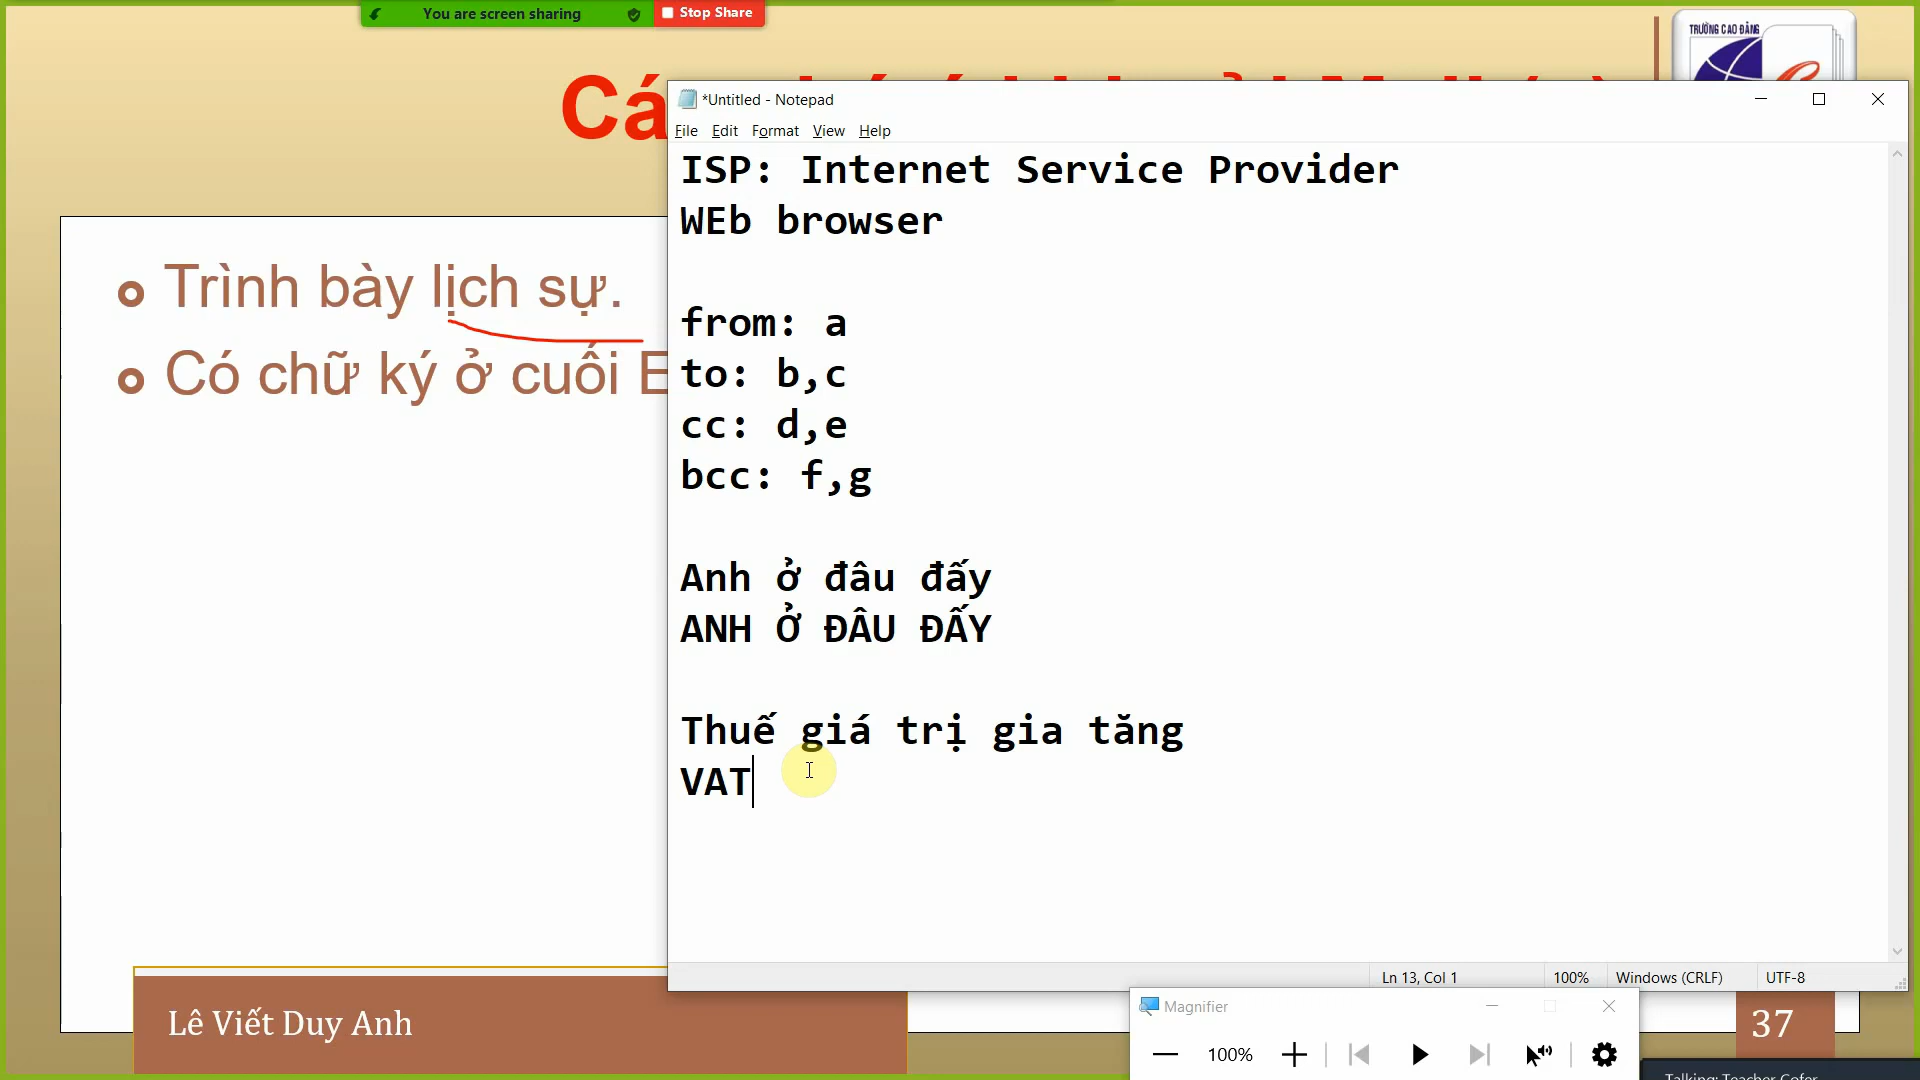 You are screen sharing
Stop Share
TRƯỜNG CAO ĐẲNG
*Untitled - Notepad
File Edit Format View Help
ISP: Internet Service Provider
WEb browser
from: a
to: b,c
cc: d,e
bcc: f,g
Anh ở đâu đấy
ANH Ở ĐÂU ĐẤY
Thuế giá trị gia tăng
VAT
Ln 13, Col 1
100%
Windows (CRLF)
UTF-8
Trình bày lịch sự.
Có chữ ký ở cuối E
Lê Viết Duy Anh
37
Magnifier
100%